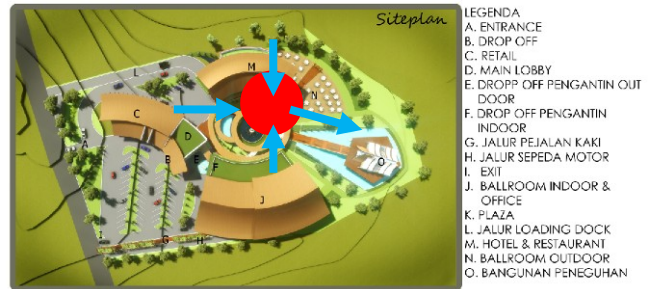 Siteplan
L
M
N
C
A
D
B
E
F
O
J
I
G
H
LEGENDA
A. ENTRANCE
B. DROP OFF
C. RETAIL
D. MAIN LOBBY
E. DROPP OFF PENGANTIN OUT
DOOR
F. DROP OFF PENGANTIN
INDOOR
G. JALUR PEJALAN KAKI
H. JALUR SEPEDA MOTOR
I. EXIT
J. BALLROOM INDOOR &
OFFICE
K. PLAZA
L. JALUR LOADING DOCK
M. HOTEL & RESTAURANT
N. BALLROOM OUTDOOR
O. BANGUNAN PENEGUHAN